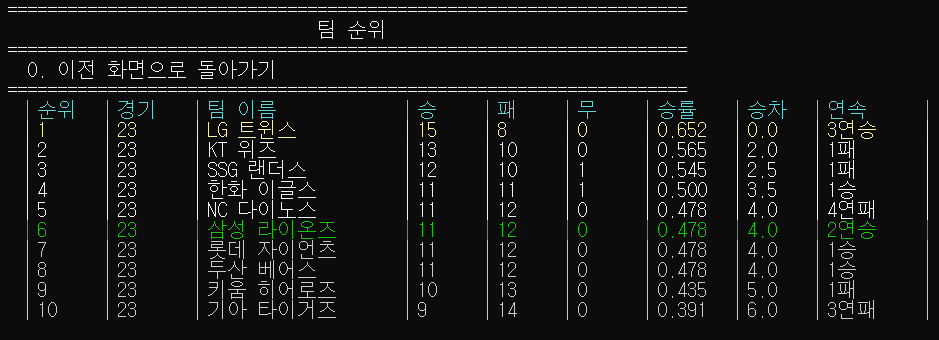 ====================================================================
팀 순위
====================================================================
0. 이전 화면으로 돌아가기
====================================================================
| 순위 | 경기 | 팀 이름 | 승 | 패 | 무 | 승률 | 승차 | 연속 |
| 1 | 23 | LG 트윈스 | 15 | 8 | 0 | 0.652 | 0.0 | 3연승 |
| 2 | 23 | KT 위즈 | 13 | 10 | 0 | 0.565 | 2.0 | 1패 |
| 3 | 23 | SSG 랜더스 | 12 | 10 | 1 | 0.545 | 2.5 | 1패 |
| 4 | 23 | 한화 이글스 | 11 | 11 | 1 | 0.500 | 3.5 | 1승 |
| 5 | 23 | NC 다이노스 | 11 | 12 | 0 | 0.478 | 4.0 | 4연패 |
| 6 | 23 | 삼성 라이온즈 | 11 | 12 | 0 | 0.478 | 4.0 | 2연승 |
| 7 | 23 | 롯데 자이언츠 | 11 | 12 | 0 | 0.478 | 4.0 | 1승 |
| 8 | 23 | 두산 베어스 | 11 | 12 | 0 | 0.478 | 4.0 | 1승 |
| 9 | 23 | 키움 히어로즈 | 10 | 13 | 0 | 0.435 | 5.0 | 1패 |
| 10 | 23 | 기아 타이거즈 | 9 | 14 | 0 | 0.391 | 6.0 | 3연패 |